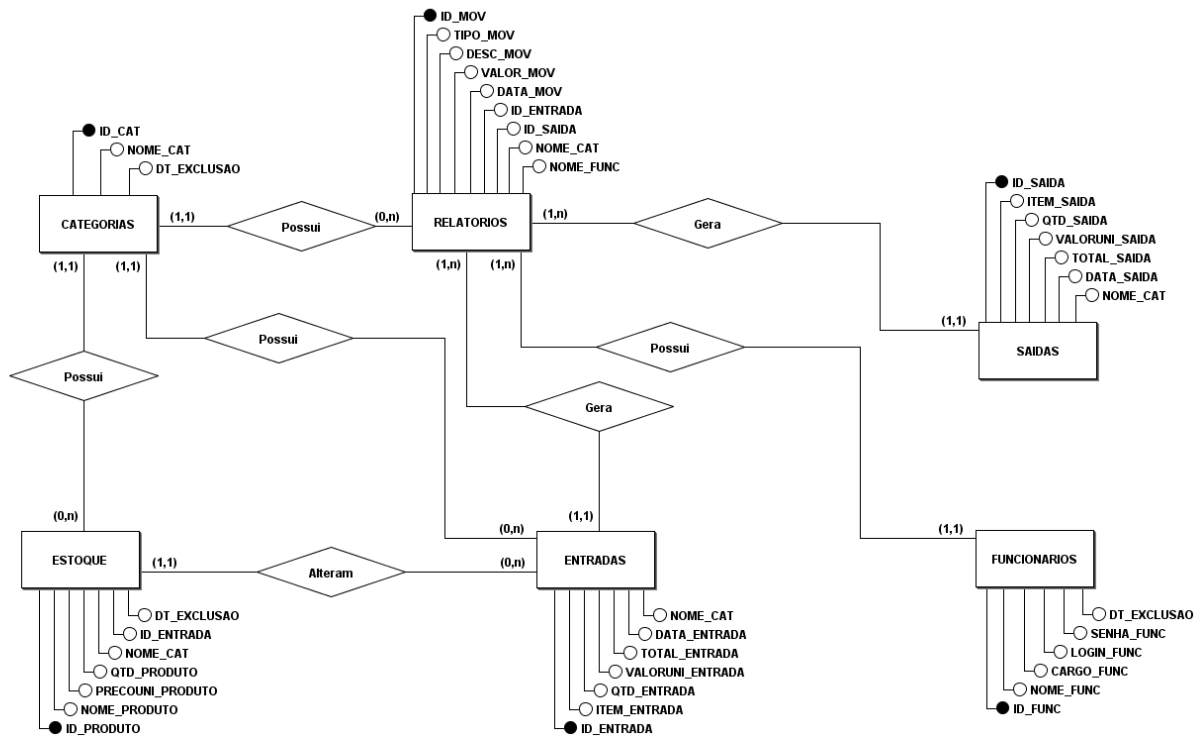 ID_MOV
TIPO_MOV
DESC_MOV
VALOR_MOV
DATA_MOV
ID_ENTRADA
ID_SAIDA
NOME_CAT
NOME_FUNC
ID_CAT
NOME_CAT
DT_EXCLUSAO
ID_SAIDA
ITEM_SAIDA
QTD_SAIDA
VALORUNI_SAIDA
TOTAL_SAIDA
DATA_SAIDA
NOME_CAT
CATEGORIAS
(1,1)
Possui
(0,n)
RELATORIOS
(1,n)
Gera
(1,1)
SAIDAS
(1,1)
(1,1)
(1,n)
(1,n)
Possui
Possui
Possui
Gera
(0,n)
(0,n)
(1,1)
(1,1)
ESTOQUE
(1,1)
Alteram
(0,n)
ENTRADAS
FUNCIONARIOS
DT_EXCLUSAO
ID_ENTRADA
NOME_CAT
QTD_PRODUTO
PRECOUNI_PRODUTO
NOME_PRODUTO
ID_PRODUTO
NOME_CAT
DATA_ENTRADA
TOTAL_ENTRADA
VALORUNI_ENTRADA
QTD_ENTRADA
ITEM_ENTRADA
ID_ENTRADA
DT_EXCLUSAO
SENHA_FUNC
LOGIN_FUNC
CARGO_FUNC
NOME_FUNC
ID_FUNC